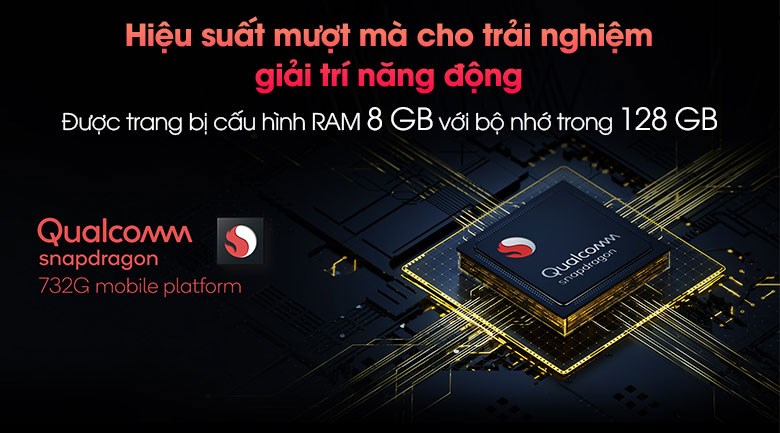 Hiệu suất mượt mà cho trải nghiệm
giải trí năng động
Được trang bị cấu hình RAM 8 GB với bộ nhớ trong 128 GB
Qualcomm
snapdragon
732G mobile platform
Qualcomm
snapdragon